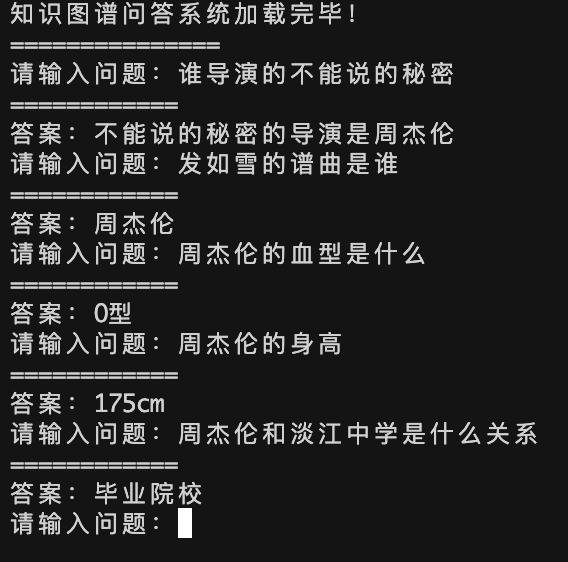 知识图谱问答系统加载完毕！
===============
请输入问题：谁导演的不能说的秘密
============
答案：不能说的秘密的导演是周杰伦
请输入问题：发如雪的谱曲是谁
============
答案：周杰伦
请输入问题：周杰伦的血型是什么
============
答案：O型
请输入问题：周杰伦的身高
============
答案：175cm
请输入问题：周杰伦和淡江中学是什么关系
============
答案：毕业院校
请输入问题：